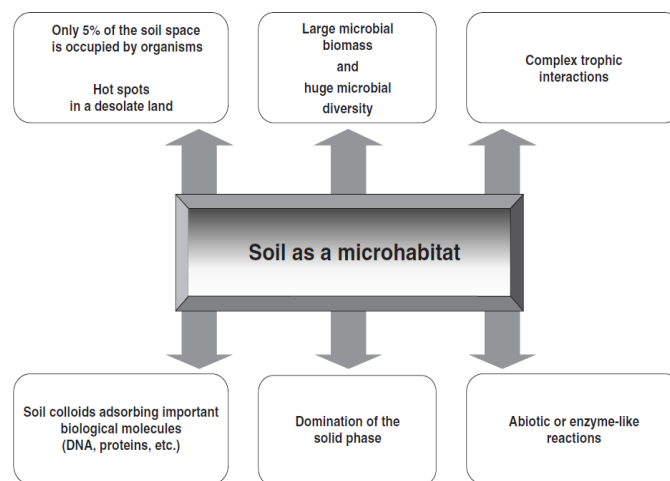 Only 5% of the soil space
is occupied by organisms
Hot spots
in a desolate land
Large microbial
biomass
and
huge microbial
diversity
Complex trophic
interactions
Soil as a microhabitat
Soil colloids adsorbing important
biological molecules
(DNA, proteins, etc.)
Domination of the
solid phase
Abiotic or enzyme-like
reactions